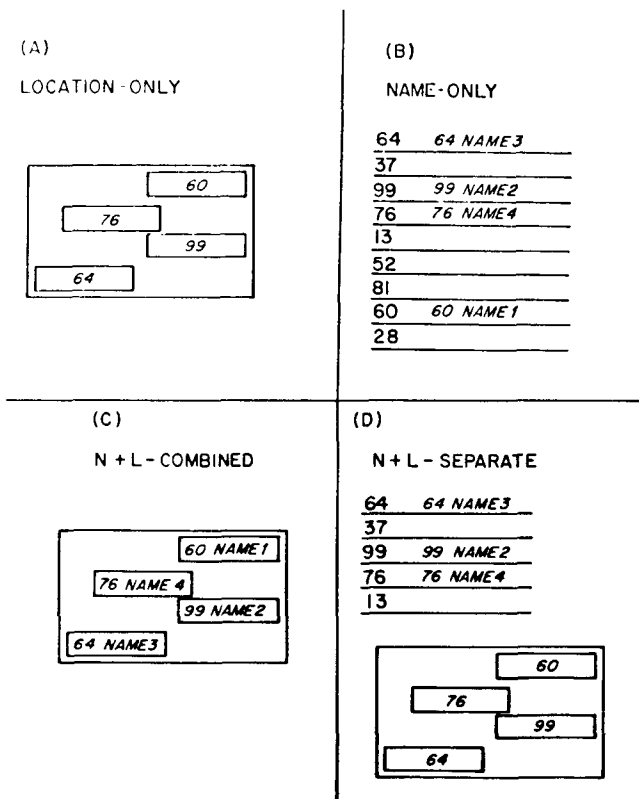 (A)
LOCATION-ONLY
60
76
99
64
(B)
NAME-ONLY
64 64 NAME3
37
99 99 NAME2
76 76 NAME4
13
52
81
60 60 NAME1
28
(C)
N + L - COMBINED
60 NAME1
76 NAME 4
99 NAME2
64 NAME3
(D)
N + L - SEPARATE
64 64 NAME3
37
99 99 NAME2
76 76 NAME4
13
60
76
99
64